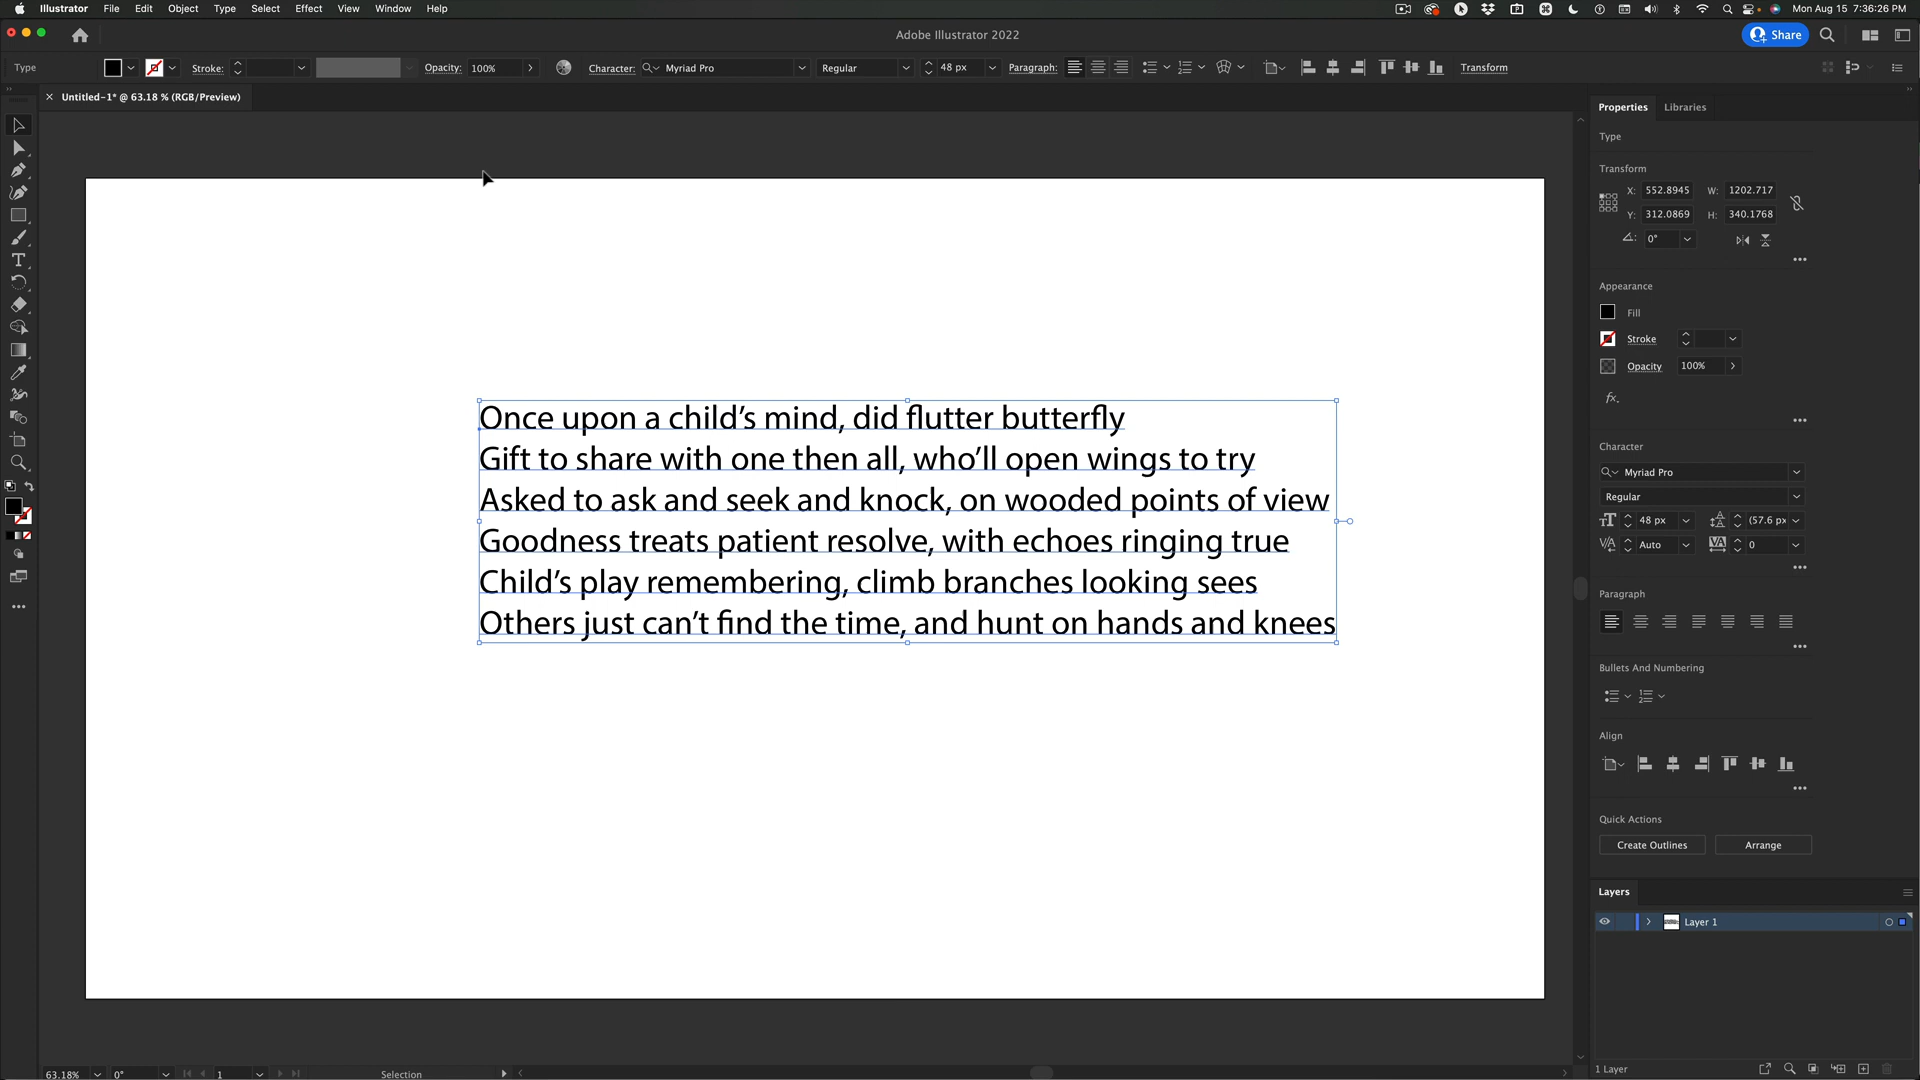 Illustrator File Edit Object Type Select Effect View Window Help Mon Aug 15 7:36:26 PM
Adobe Illustrator 2022 Share
Type Stroke: Opacity: 100% Character: Myriad Pro Regular 48 px Paragraph: Transform
× Untitled-1* @ 63.18 % (RGB/Preview)
Properties Libraries
Type
Transform
X: 552.8945 W: 1202.717
Y: 312.0869 H: 340.1768
0°
Appearance
Fill
Stroke
Opacity 100%
fx.
Character
Myriad Pro
Regular
48 px (57.6 px
Auto 0
Paragraph
Bullets And Numbering
Align
Quick Actions
Create Outlines Arrange
Layers
Layer 1
1 Layer
Once upon a child’s mind, did flutter butterfly
Gift to share with one then all, who’ll open wings to try
Asked to ask and seek and knock, on wooded points of view
Goodness treats patient resolve, with echoes ringing true
Child’s play remembering, climb branches looking sees
Others just can’t find the time, and hunt on hands and knees
63.18% 0° 1 Selection